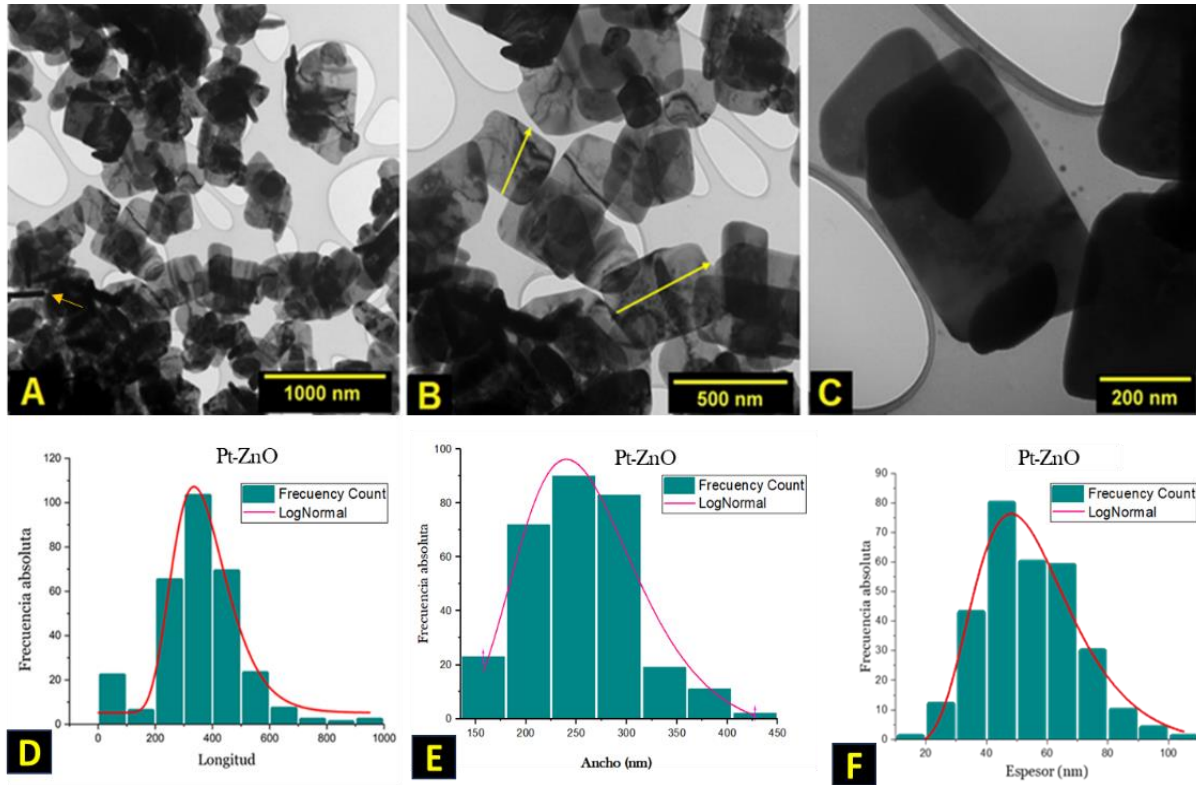 A
1000 nm
B
500 nm
C
200 nm
Pt-ZnO
Frecuency Count
LogNormal
Frecuencia absoluta
120
100
80
60
40
20
0
0 200 400 600 800 1000
Longitud
D
Pt-ZnO
Frecuency Count
LogNormal
Frecuencia absoluta
100
80
60
40
20
0
150 200 250 300 350 400 450
Ancho (nm)
E
Pt-ZnO
Frecuency Count
LogNormal
Frecuencia absoluta
90
80
70
60
50
40
30
20
10
0
20 40 60 80 100
Espesor (nm)
F